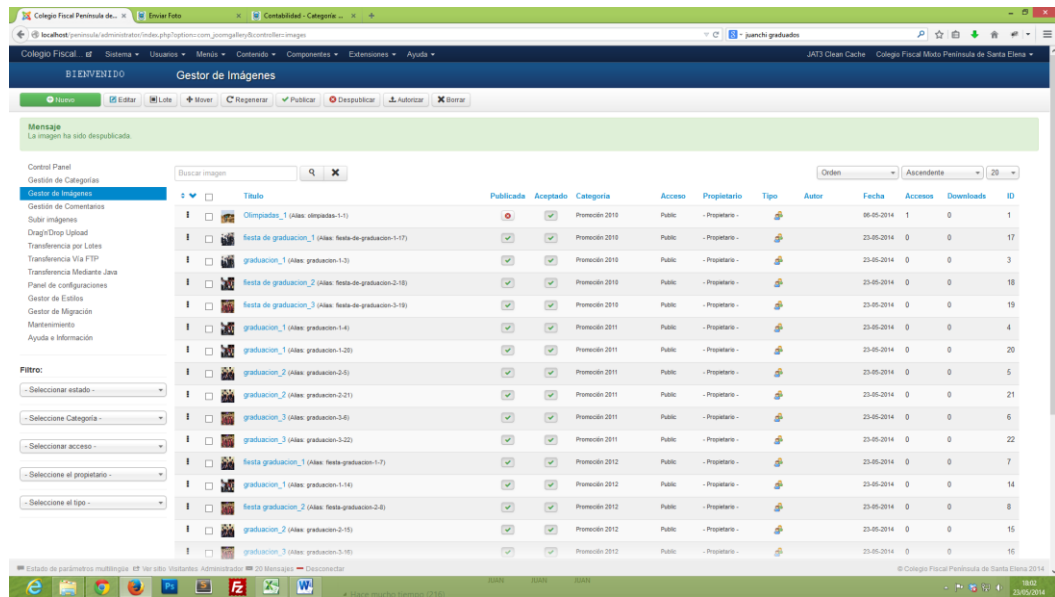 Colegio Fiscal Península de... × Enviar Foto × Contabilidad - Categoría: ... × +
localhost/peninsula/administrator/index.php?option=com_joomgallery&controller=images
juanchi graduados
Colegio Fiscal... Sistema Usuarios Menús Contenido Componentes Extensiones Ayuda JAT3 Clean Cache Colegio Fiscal Mixto Península de Santa Elena
BIENVENIDO Gestor de Imágenes
Nuevo Editar Lote Mover Regenerar Publicar Despublicar Autorizar Borrar
Mensaje
La imagen ha sido despublicada.
Control Panel
Gestión de Categorías
Gestor de Imágenes
Gestión de Comentarios
Subir imágenes
Drag'n'Drop Upload
Transferencia por Lotes
Transferencia Vía FTP
Transferencia Mediante Java
Panel de configuraciones
Gestor de Estilos
Gestor de Migración
Mantenimiento
Ayuda e Información
Filtro:
- Seleccionar estado -
- Seleccione Categoría -
- Seleccionar acceso -
- Seleccione el propietario -
- Seleccione el tipo -
Buscar imagen Orden Ascendente 20
Título Publicada Aceptado Categoría Acceso Propietario Tipo Autor Fecha Accesos Downloads ID
Olimpiadas_1 (Alias: olimpiadas-1-1) Promoción 2010 Public - Propietario - 06-05-2014 1 0 1
fiesta de graduacion_1 (Alias: fiesta-de-graduacion-1-17) Promoción 2010 Public - Propietario - 23-05-2014 0 0 17
graduacion_1 (Alias: graduacion-1-3) Promoción 2010 Public - Propietario - 23-05-2014 0 0 3
fiesta de graduacion_2 (Alias: fiesta-de-graduacion-2-18) Promoción 2010 Public - Propietario - 23-05-2014 0 0 18
fiesta de graduacion_3 (Alias: fiesta-de-graduacion-3-19) Promoción 2010 Public - Propietario - 23-05-2014 0 0 19
graduacion_1 (Alias: graduacion-1-4) Promoción 2011 Public - Propietario - 23-05-2014 0 0 4
graduacion_1 (Alias: graduacion-1-20) Promoción 2011 Public - Propietario - 23-05-2014 0 0 20
graduacion_2 (Alias: graduacion-2-5) Promoción 2011 Public - Propietario - 23-05-2014 0 0 5
graduacion_2 (Alias: graduacion-2-21) Promoción 2011 Public - Propietario - 23-05-2014 0 0 21
graduacion_3 (Alias: graduacion-3-6) Promoción 2011 Public - Propietario - 23-05-2014 0 0 6
graduacion_3 (Alias: graduacion-3-22) Promoción 2011 Public - Propietario - 23-05-2014 0 0 22
fiesta graduacion_1 (Alias: fiesta-graduacion-1-7) Promoción 2012 Public - Propietario - 23-05-2014 0 0 7
graduacion_1 (Alias: graduacion-1-14) Promoción 2012 Public - Propietario - 23-05-2014 0 0 14
fiesta graduacion_2 (Alias: fiesta-graduacion-2-8) Promoción 2012 Public - Propietario - 23-05-2014 0 0 8
graduacion_2 (Alias: graduacion-2-15) Promoción 2012 Public - Propietario - 23-05-2014 0 0 15
graduacion_3 (Alias: graduacion-3-16) Promoción 2012 Public - Propietario - 23-05-2014 0 0 16
Estado de parámetros multilingüe Ver sitio Visitantes Administrador 20 Mensajes Desconectar © Colegio Fiscal Península de Santa Elena 2014
JUAN JUAN JUAN
Hace mucho tiempo (216)
18:02
23/05/2014